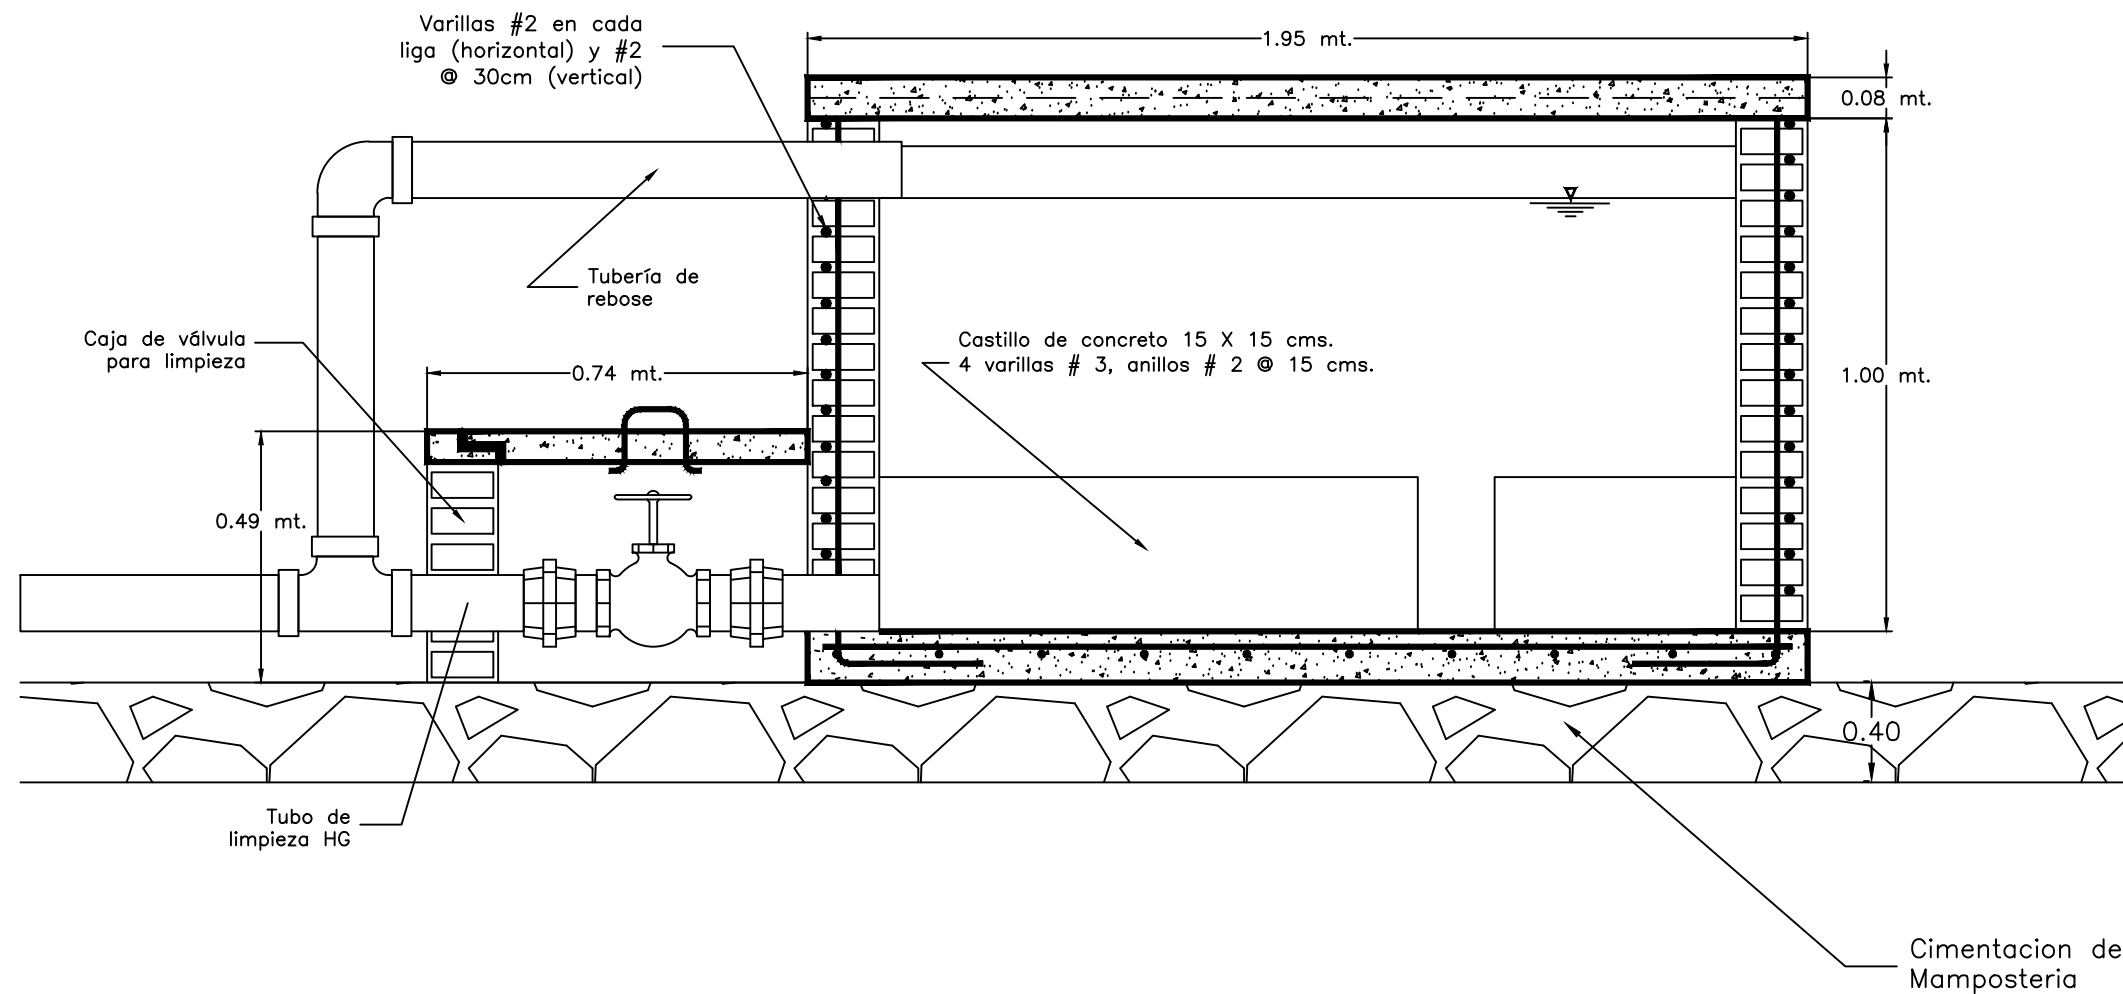 Varillas #2 en cada
liga (horizontal) y #2
@ 30cm (vertical)
1.95 mt.
0.08 mt.
Tubería de
rebose
Caja de válvula
para limpieza
Castillo de concreto 15 X 15 cms.
4 varillas # 3, anillos # 2 @ 15 cms.
0.74 mt.
1.00 mt.
0.49 mt.
0.40
Tubo de
limpieza HG
Cimentacion de
Mamposteria